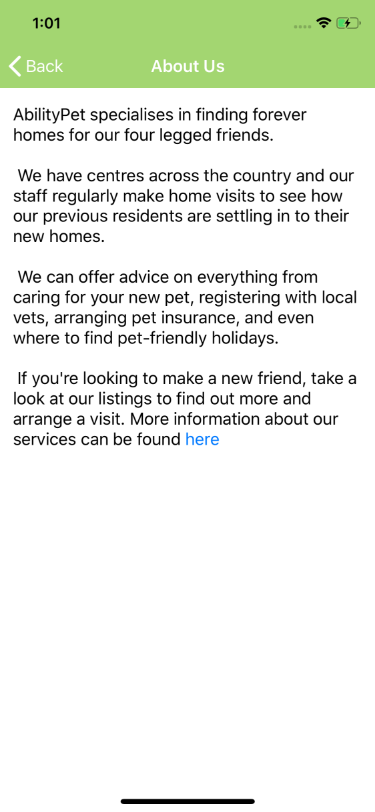 1:01
Back
About Us
AbilityPet specialises in finding forever
homes for our four legged friends.
We have centres across the country and our
staff regularly make home visits to see how
our previous residents are settling in to their
new homes.
We can offer advice on everything from
caring for your new pet, registering with local
vets, arranging pet insurance, and even
where to find pet-friendly holidays.
If you're looking to make a new friend, take a
look at our listings to find out more and
arrange a visit. More information about our
services can be found here